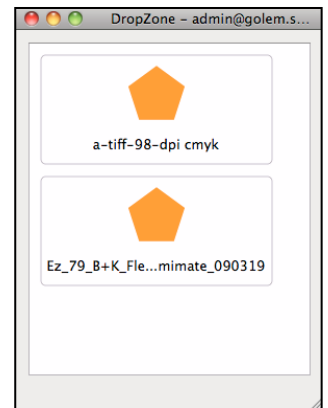 DropZone – admin@golem.s...
a-tiff-98-dpi cmyk
Ez_79_B+K_Fle...mimate_090319